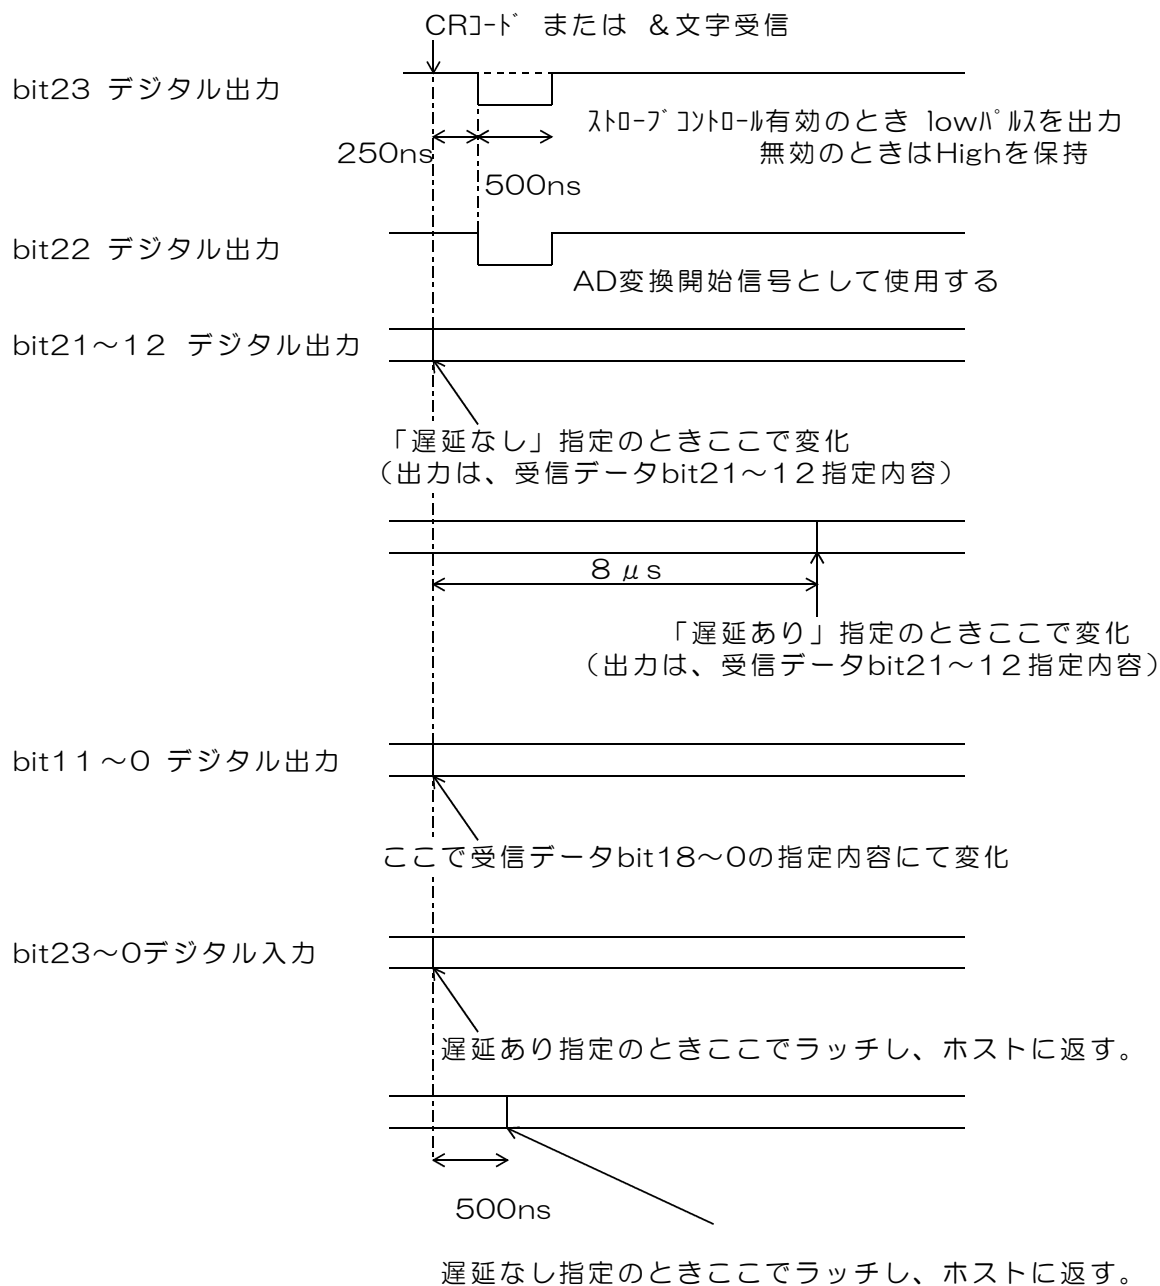 CRｺｰﾄﾞ または ＆文字受信
bit23 デジタル出力
ｽﾄﾛｰﾌﾞｺﾝﾄﾛｰﾙ有効のとき lowﾊﾟﾙｽを出力
無効のときはHighを保持
250ns
500ns
bit22 デジタル出力
AD変換開始信号として使用する
bit21～12 デジタル出力
「遅延なし」指定のときここで変化
（出力は、受信データbit21～12指定内容）
8μs
「遅延あり」指定のときここで変化
（出力は、受信データbit21～12指定内容）
bit11～0 デジタル出力
ここで受信データbit18～0の指定内容にて変化
bit23～0デジタル入力
遅延あり指定のときここでラッチし、ホストに返す。
500ns
遅延なし指定のときここでラッチし、ホストに返す。